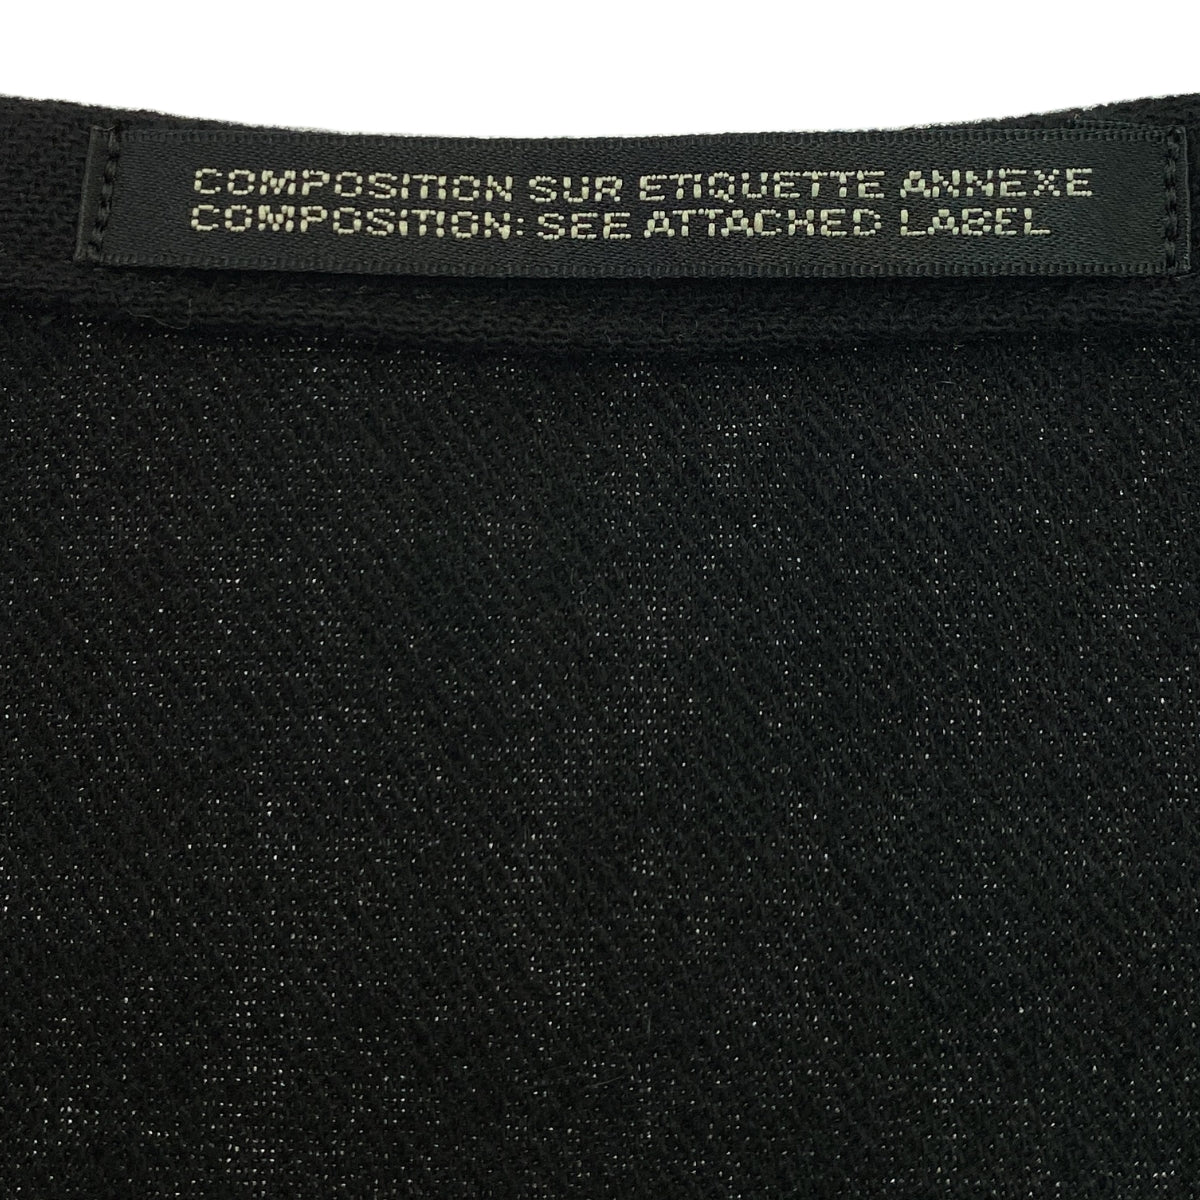 COMPOSITION SUR ETIQUETTE ANNEXE
COMPOSITION: SEE ATTACHED LABEL